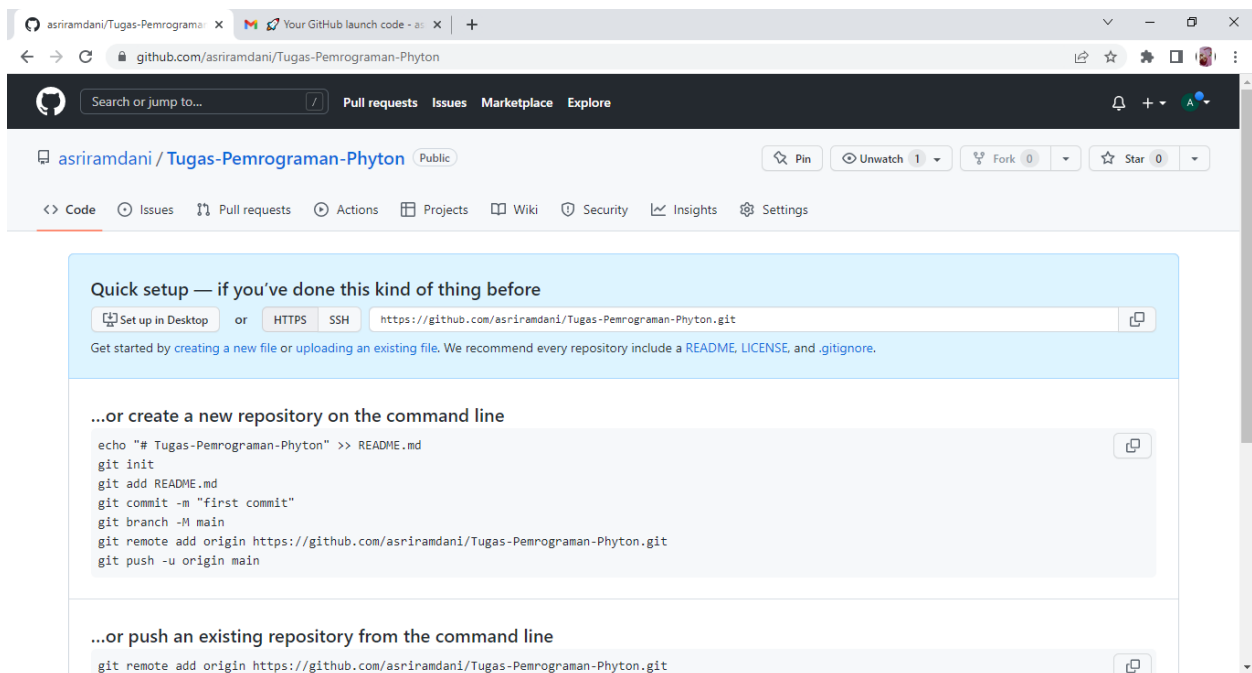 asriramdani/Tugas-Pemrograma
Your GitHub launch code - as
github.com/asriramdani/Tugas-Pemrograman-Phyton
Search or jump to... / Pull requests Issues Marketplace Explore A
asriramdani / Tugas-Pemrograman-Phyton Public Pin Unwatch 1 Fork 0 Star 0
<> Code Issues Pull requests Actions Projects Wiki Security Insights Settings
Quick setup — if you've done this kind of thing before
Set up in Desktop or HTTPS SSH https://github.com/asriramdani/Tugas-Pemrograman-Phyton.git
Get started by creating a new file or uploading an existing file. We recommend every repository include a README, LICENSE, and .gitignore.
...or create a new repository on the command line
echo "# Tugas-Pemrograman-Phyton" >> README.md
git init
git add README.md
git commit -m "first commit"
git branch -M main
git remote add origin https://github.com/asriramdani/Tugas-Pemrograman-Phyton.git
git push -u origin main
...or push an existing repository from the command line
git remote add origin https://github.com/asriramdani/Tugas-Pemrograman-Phyton.git